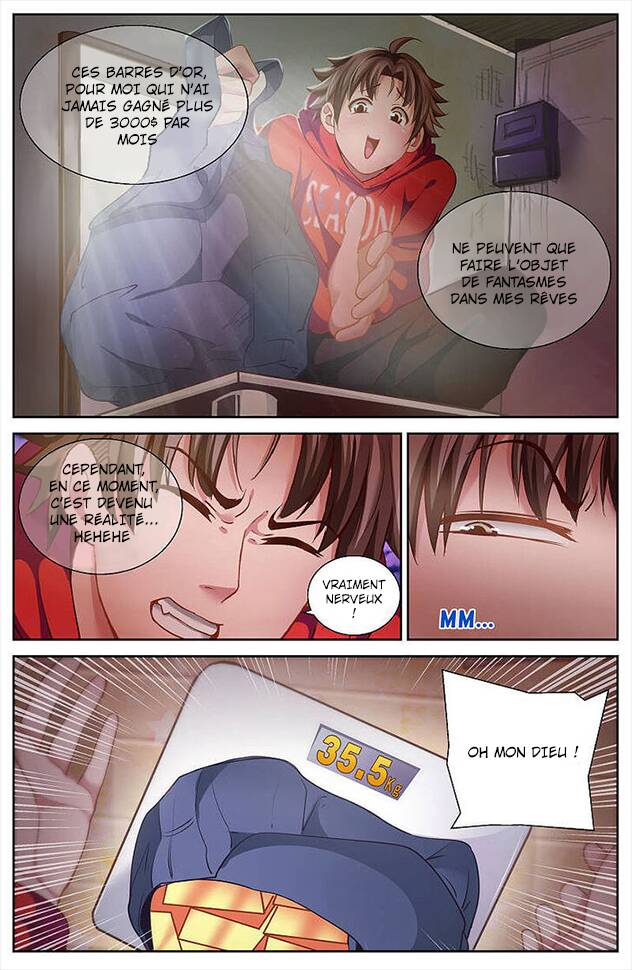 CES BARRES D'OR,
POUR MOI QUI N'AI
JAMAIS GAGNÉ PLUS
DE 3000$ PAR
MOIS
SEASON
NE PEUVENT QUE
FAIRE L'OBJET
DE FANTASMES
DANS MES RÊVES
CEPENDANT,
EN CE MOMENT,
C'EST DEVENU
UNE RÉALITÉ...
HEHEHE
VRAIMENT
NERVEUX
!
MM...
35.5Kg
OH MON DIEU !